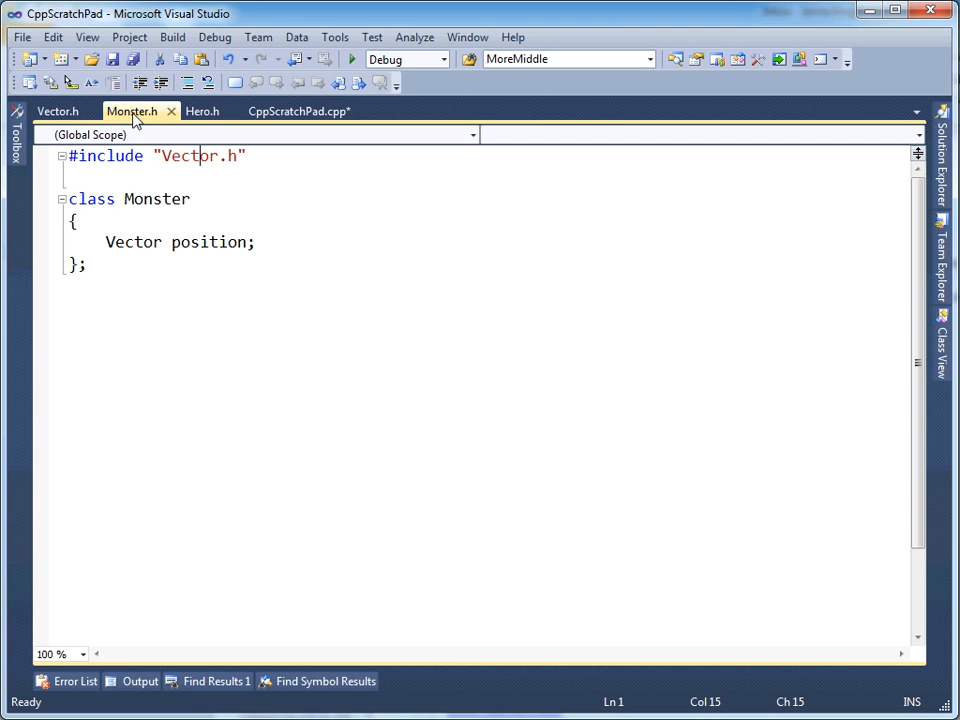 CppScratchPad - Microsoft Visual Studio
File Edit View Project Build Debug Team Data Tools Test Analyze Window Help
Debug MoreMiddle
Vector.h Monster.h Hero.h CppScratchPad.cpp*
(Global Scope)
#include "Vector.h"
class Monster
{
Vector position;
};
Toolbox
Solution Explorer
Team Explorer
Class View
100 %
Error List Output Find Results 1 Find Symbol Results
Ready Ln 1 Col 15 Ch 15 INS